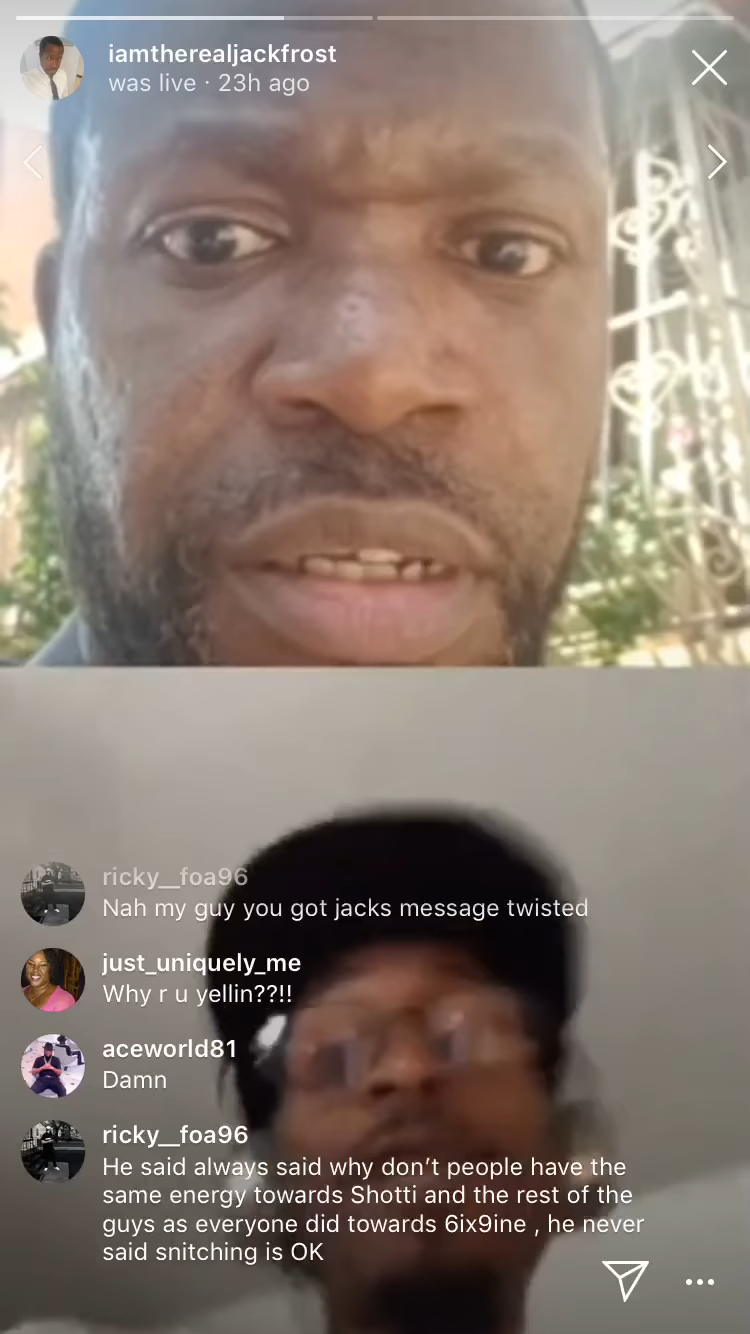 iamtherealjackfrost
was live · 23h ago
ricky__foa96
Nah my guy you got jacks message twisted
just_uniquely_me
Why r u yellin??!!
aceworld81
Damn
ricky__foa96
He said always said why don’t people have the
same energy towards Shotti and the rest of the
guys as everyone did towards 6ix9ine , he never
said snitching is OK